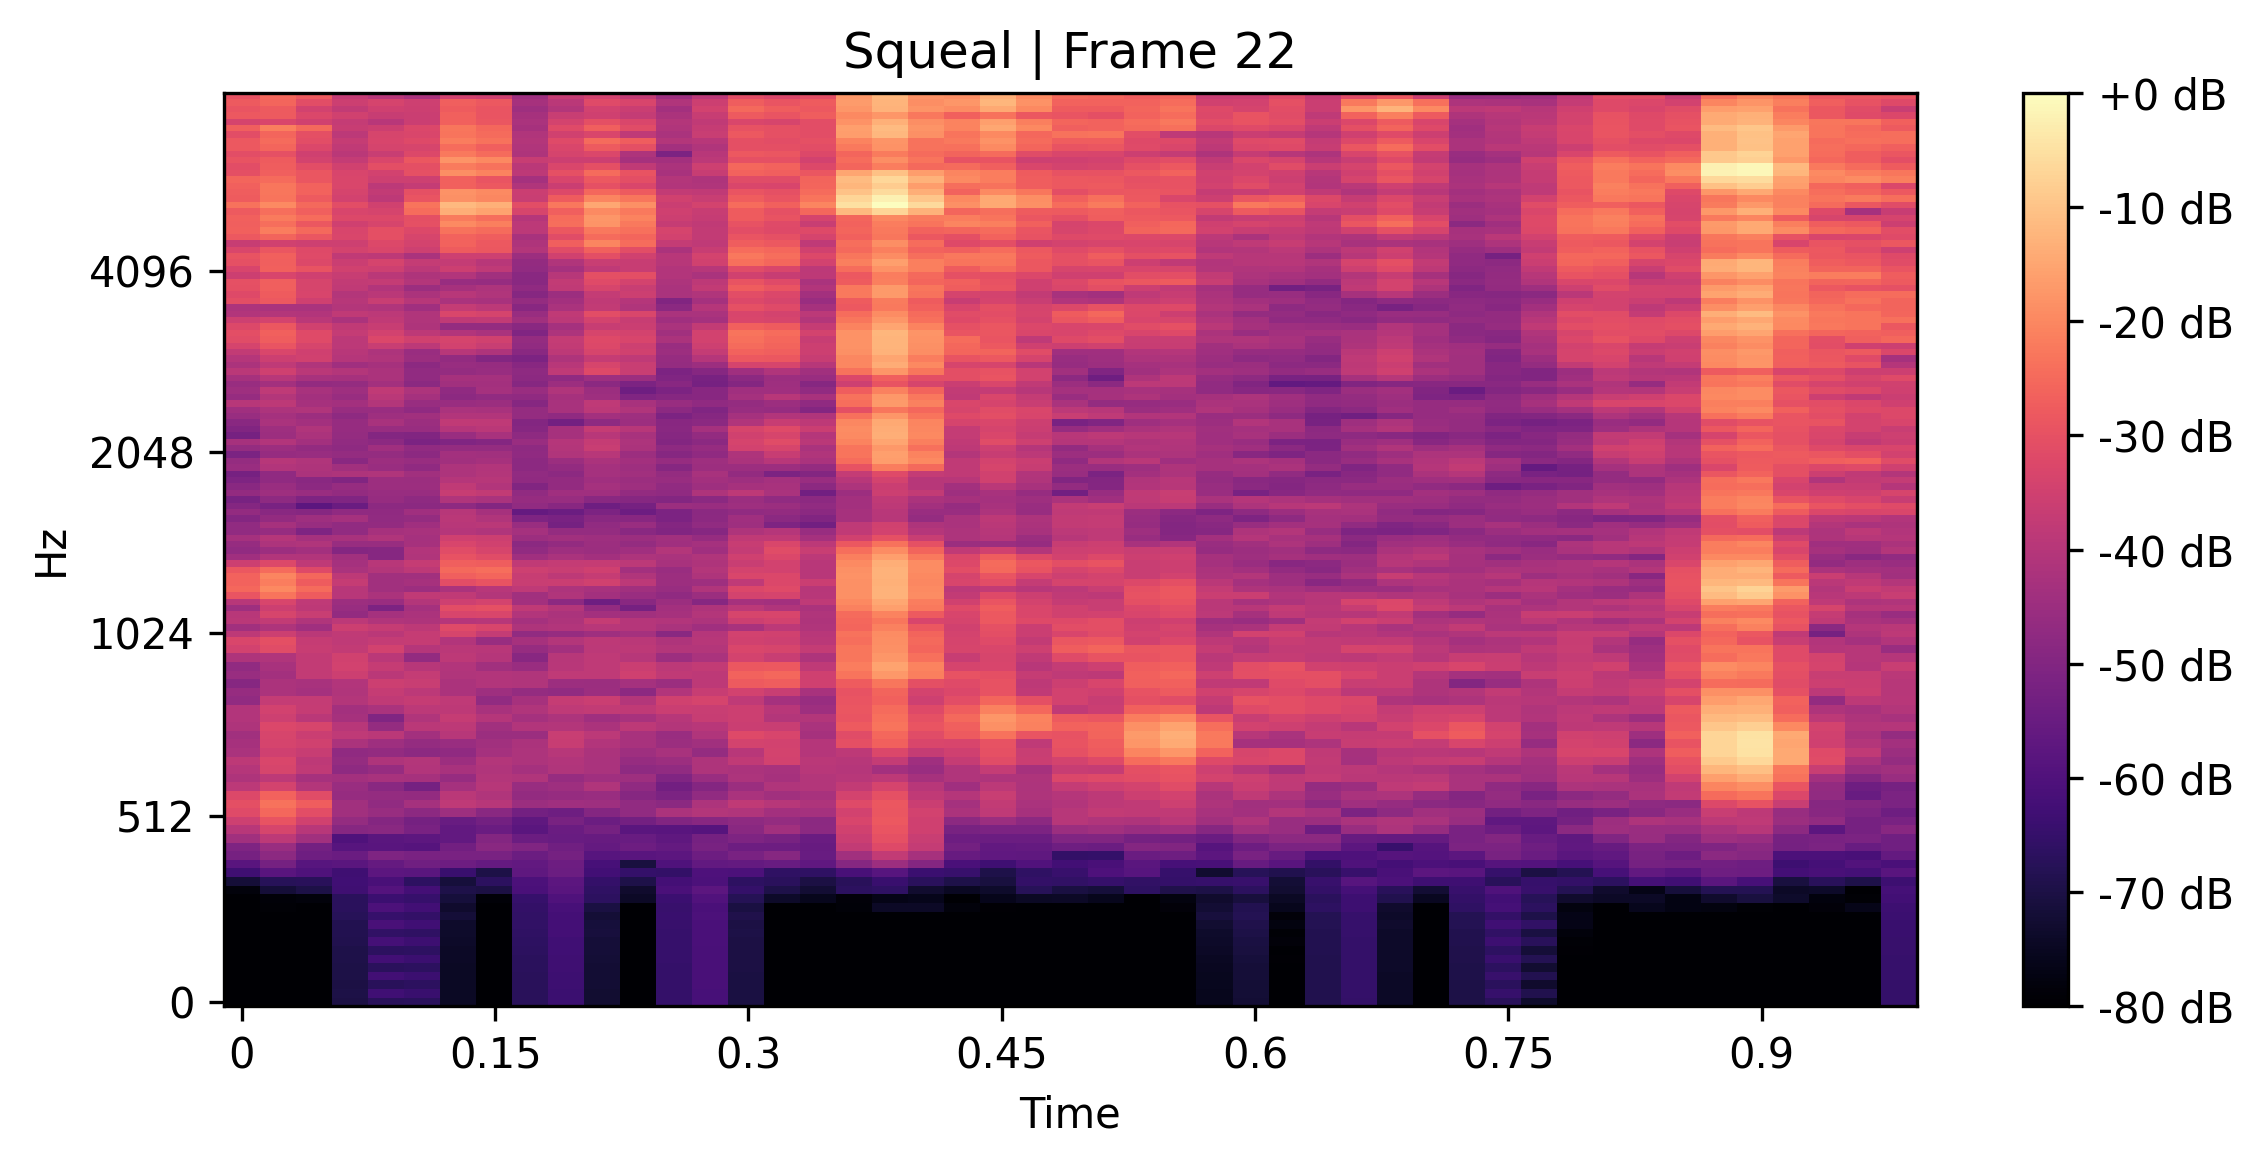 Squeal | Frame 22
+0 dB
-10 dB
4096
-20 dB
-30 dB
2048
-40 dB
Hz
1024
-50 dB
-60 dB
512
-70 dB
0
-80 dB
0 0.15 0.3 0.45 0.6 0.75 0.9
Time